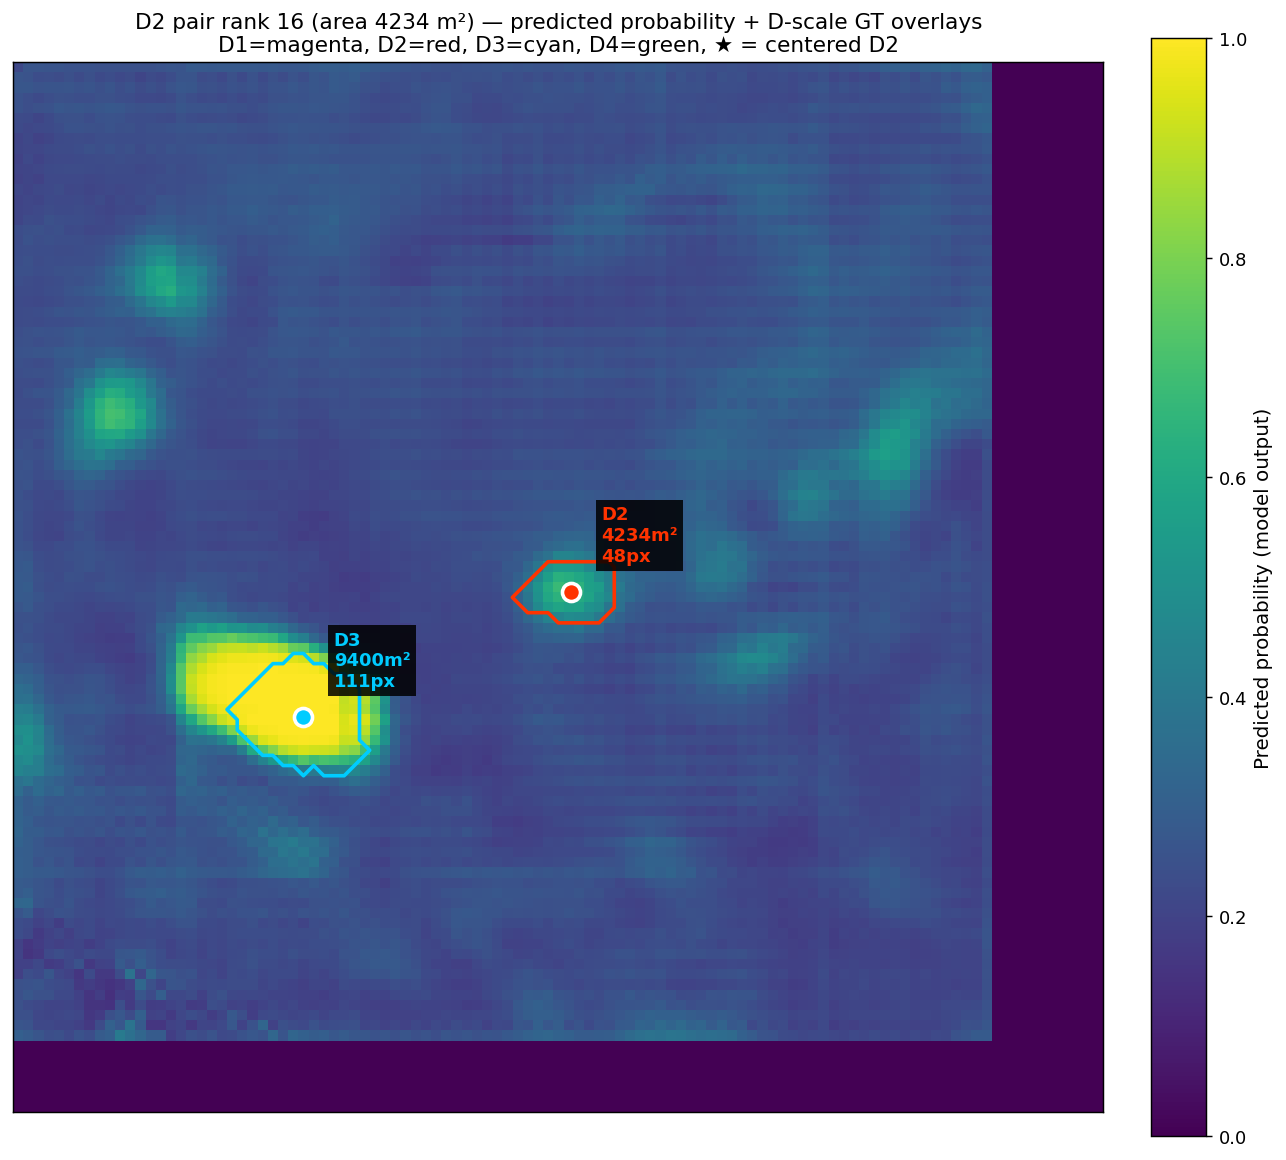 D2 pair rank 16 (area 4234 m²) — predicted probability + D-scale GT overlays
D1=magenta, D2=red, D3=cyan, D4=green, ★ = centered D2
D2
4234m²
48px
D3
9400m²
111px
1.0
0.8
0.6
0.4
0.2
0.0
Predicted probability (model output)